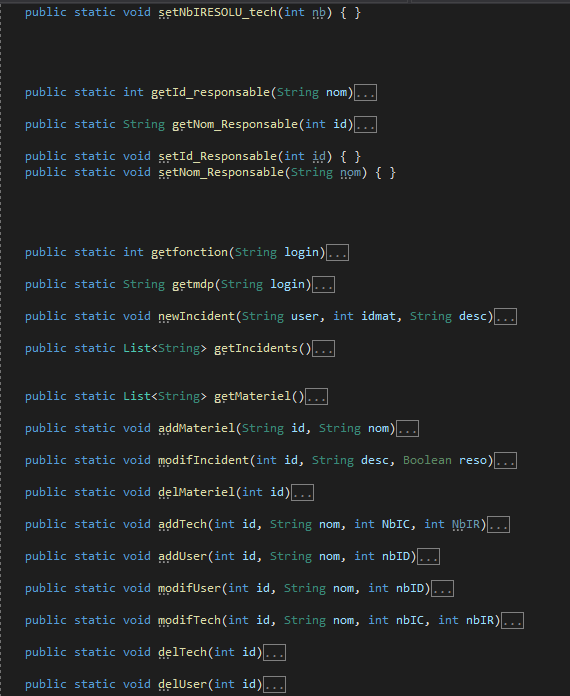 public static void setNbIRESOLU_tech(int nb) { }
public static int getId_responsable(String nom)...
public static String getNom_Responsable(int id)...
public static void setId_Responsable(int id) { }
public static void setNom_Responsable(String nom) { }
public static int getfonction(String login)...
public static String getmdp(String login)...
public static void newIncident(String user, int idmat, String desc)...
public static List<String> getIncidents()...
public static List<String> getMateriel()...
public static void addMateriel(String id, String nom)...
public static void modifIncident(int id, String desc, Boolean reso)...
public static void delMateriel(int id)...
public static void addTech(int id, String nom, int NbIC, int NbIR)...
public static void addUser(int id, String nom, int nbID)...
public static void modifUser(int id, String nom, int nbID)...
public static void modifTech(int id, String nom, int nbIC, int nbIR)...
public static void delTech(int id)...
public static void delUser(int id)...